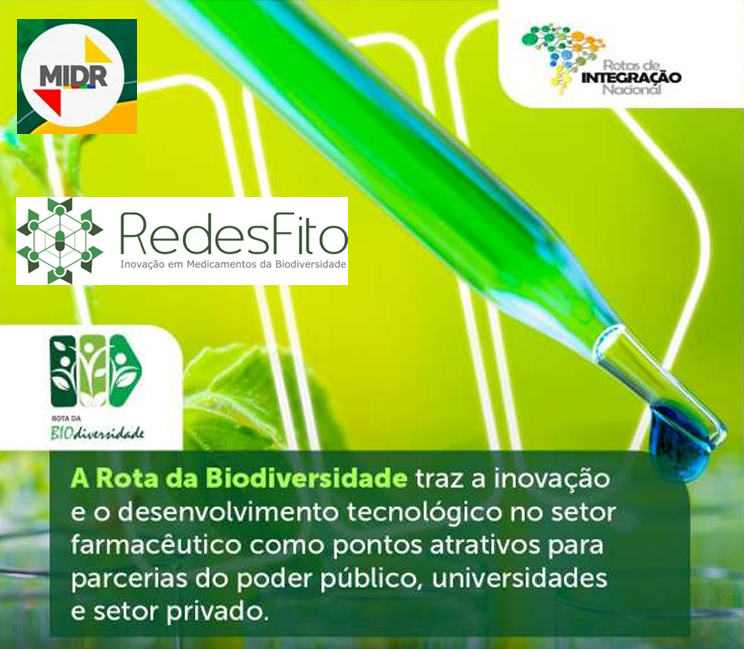 MIDR
Rotas de
INTEGRAÇÃO
Nacional
RedesFito
Inovação em Medicamentos da Biodiversidade
ROTA DA
BIOdiversidade
A Rota da Biodiversidade traz a inovação
e o desenvolvimento tecnológico no setor
farmacêutico como pontos atrativos para
parcerias do poder público, universidades
e setor privado.